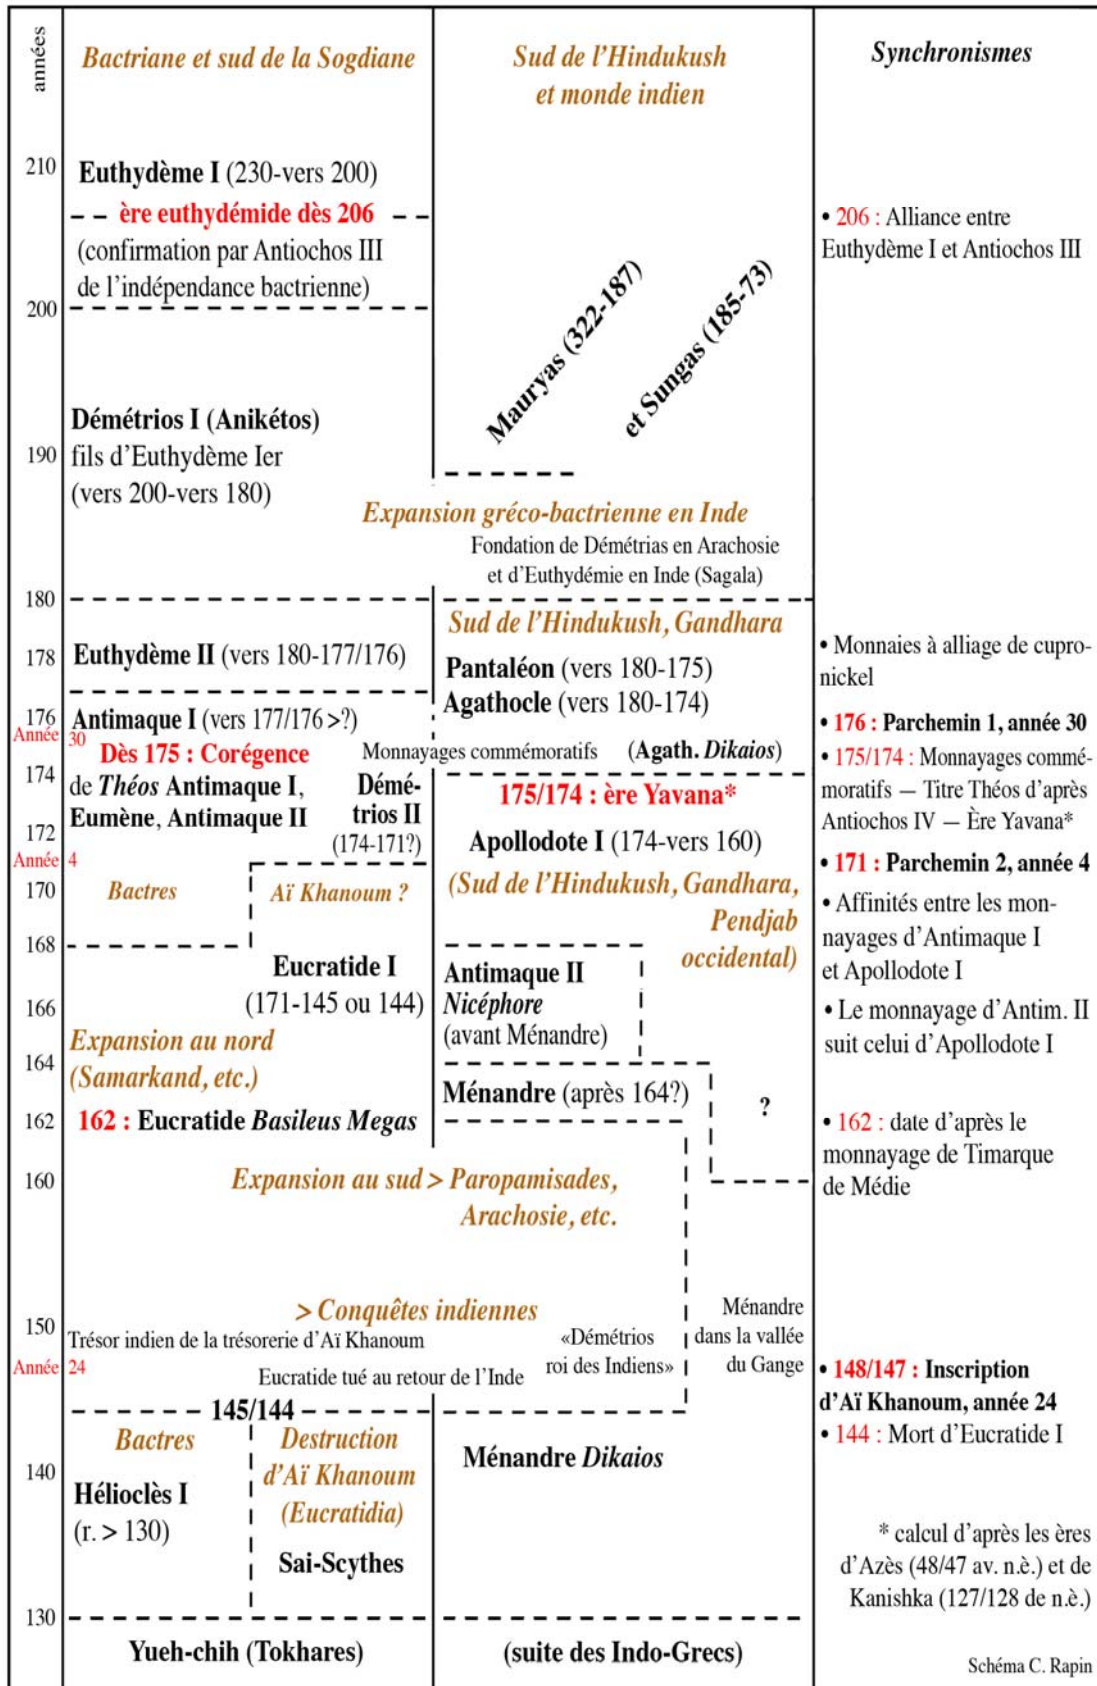 années
Bactriane et sud de la Sogdiane
Sud de l'Hindukush
et monde indien
Synchronismes
210
Euthydème I (230-vers 200)
ère euthydémide dès 206
(confirmation par Antiochos III
de l'indépendance bactrienne)
• 206 : Alliance entre
Euthydème I et Antiochos III
200
Mauryas (322-187)
et Sungas (185-73)
Démétrios I (Anikétos)
190
fils d'Euthydème Ier
(vers 200-vers 180)
Expansion gréco-bactrienne en Inde
Fondation de Démétrias en Arachosie
et d'Euthydémie en Inde (Sagala)
180
Sud de l'Hindukush, Gandhara
178
Euthydème II (vers 180-177/176)
Pantaléon (vers 180-175)
Agathocle (vers 180-174)
• Monnaies à alliage de cupro-
nickel
176
Antimaque I (vers 177/176 >?)
• 176 : Parchemin 1, année 30
Année 30
Dès 175 : Corégence
de Théos Antimaque I,
Eumène, Antimaque II
Monnayages commémoratifs
(Agath. Dikaios)
• 175/174 : Monnayages commé-
moratifs — Titre Théos d'après
Antiochos IV — Ère Yavana*
174
Démé-
trios II
(174-171?)
175/174 : ère Yavana*
172
Apollodote I (174-vers 160)
Année 4
• 171 : Parchemin 2, année 4
170
Bactres
Aï Khanoum ?
(Sud de l'Hindukush, Gandhara,
Pendjab
occidental)
• Affinités entre les mon-
nayages d'Antimaque I
et Apollodote I
168
Eucratide I
(171-145 ou 144)
Antimaque II
Nicéphore
(avant Ménandre)
166
• Le monnayage d'Antim. II
suit celui d'Apollodote I
Expansion au nord
(Samarkand, etc.)
164
Ménandre (après 164?)
?
162
162 : Eucratide Basileus Megas
• 162 : date d'après le
monnayage de Timarque
de Médie
160
Expansion au sud > Paropamisades,
Arachosie, etc.
> Conquêtes indiennes
150
Trésor indien de la trésorerie d'Aï Khanoum
«Démétrios
roi des Indiens»
Ménandre
dans la vallée
du Gange
Année 24
Eucratide tué au retour de l'Inde
• 148/147 : Inscription
d'Aï Khanoum, année 24
145/144
• 144 : Mort d'Eucratide I
Bactres
Destruction
d'Aï Khanoum
(Eucratidia)
Ménandre Dikaios
140
Hélioclès I
(r. > 130)
Sai-Scythes
* calcul d'après les ères
d'Azès (48/47 av. n.è.) et de
Kanishka (127/128 de n.è.)
130
Yueh-chih (Tokhares)
(suite des Indo-Grecs)
Schéma C. Rapin